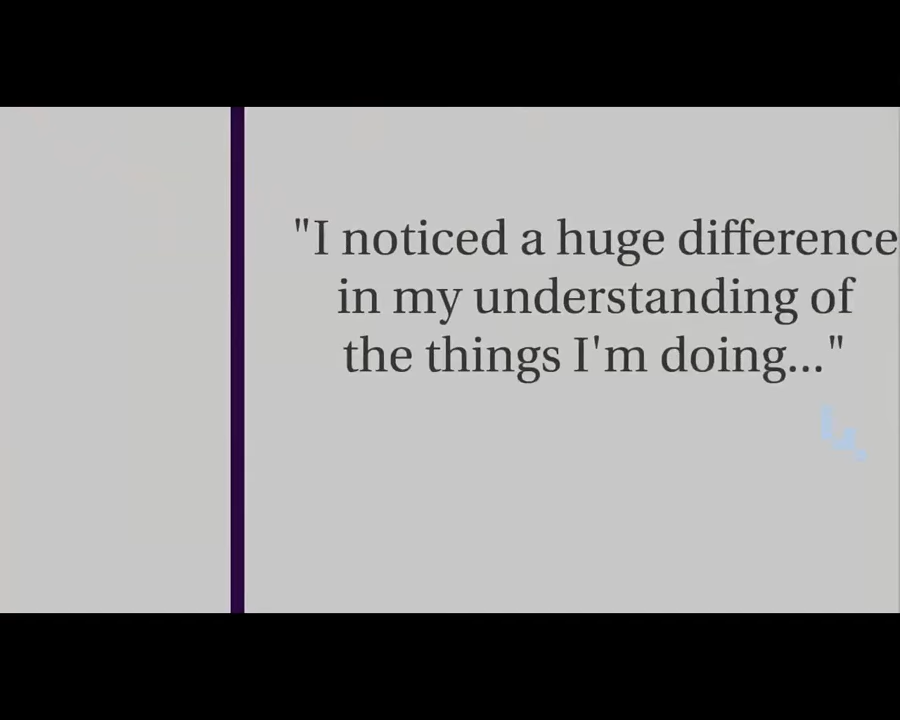 "I noticed a huge difference
in my understanding of
the things I'm doing..."